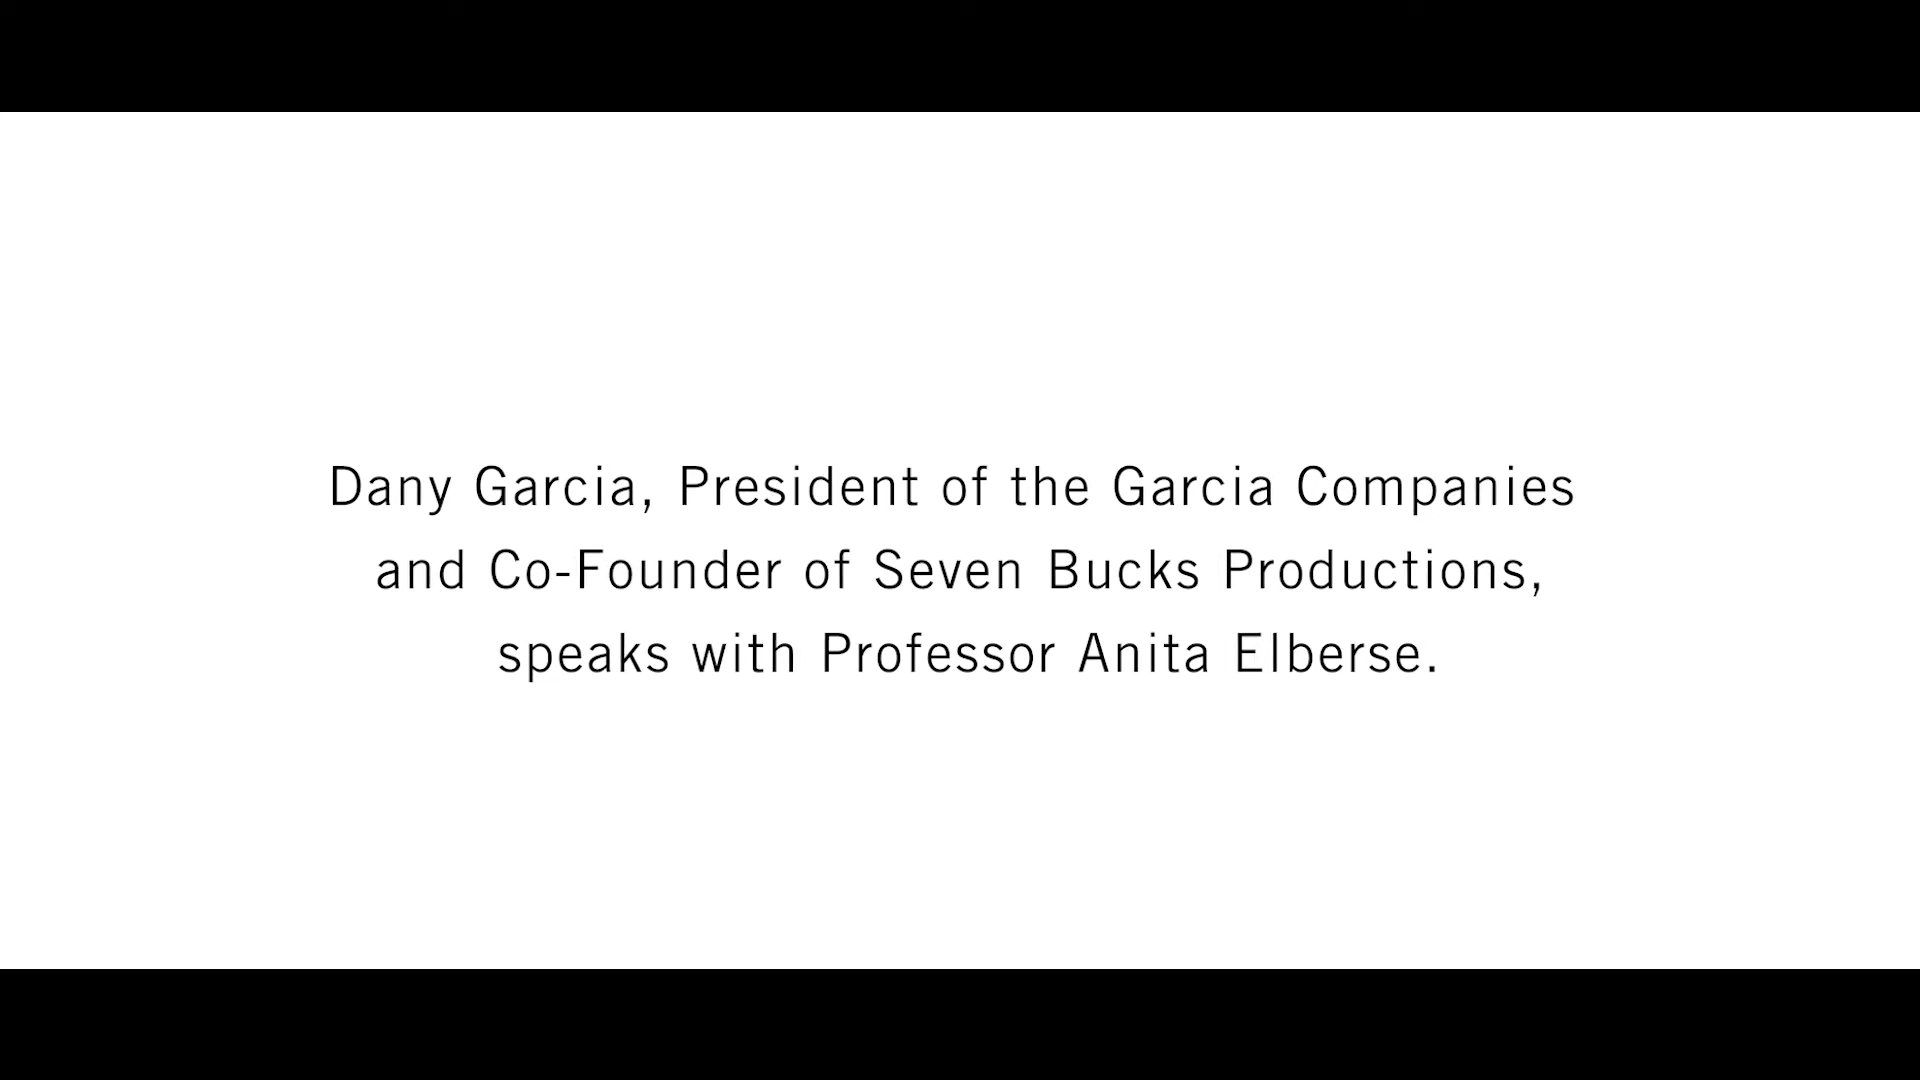 Dany Garcia, President of the Garcia Companies
and Co-Founder of Seven Bucks Productions,
speaks with Professor Anita Elberse.